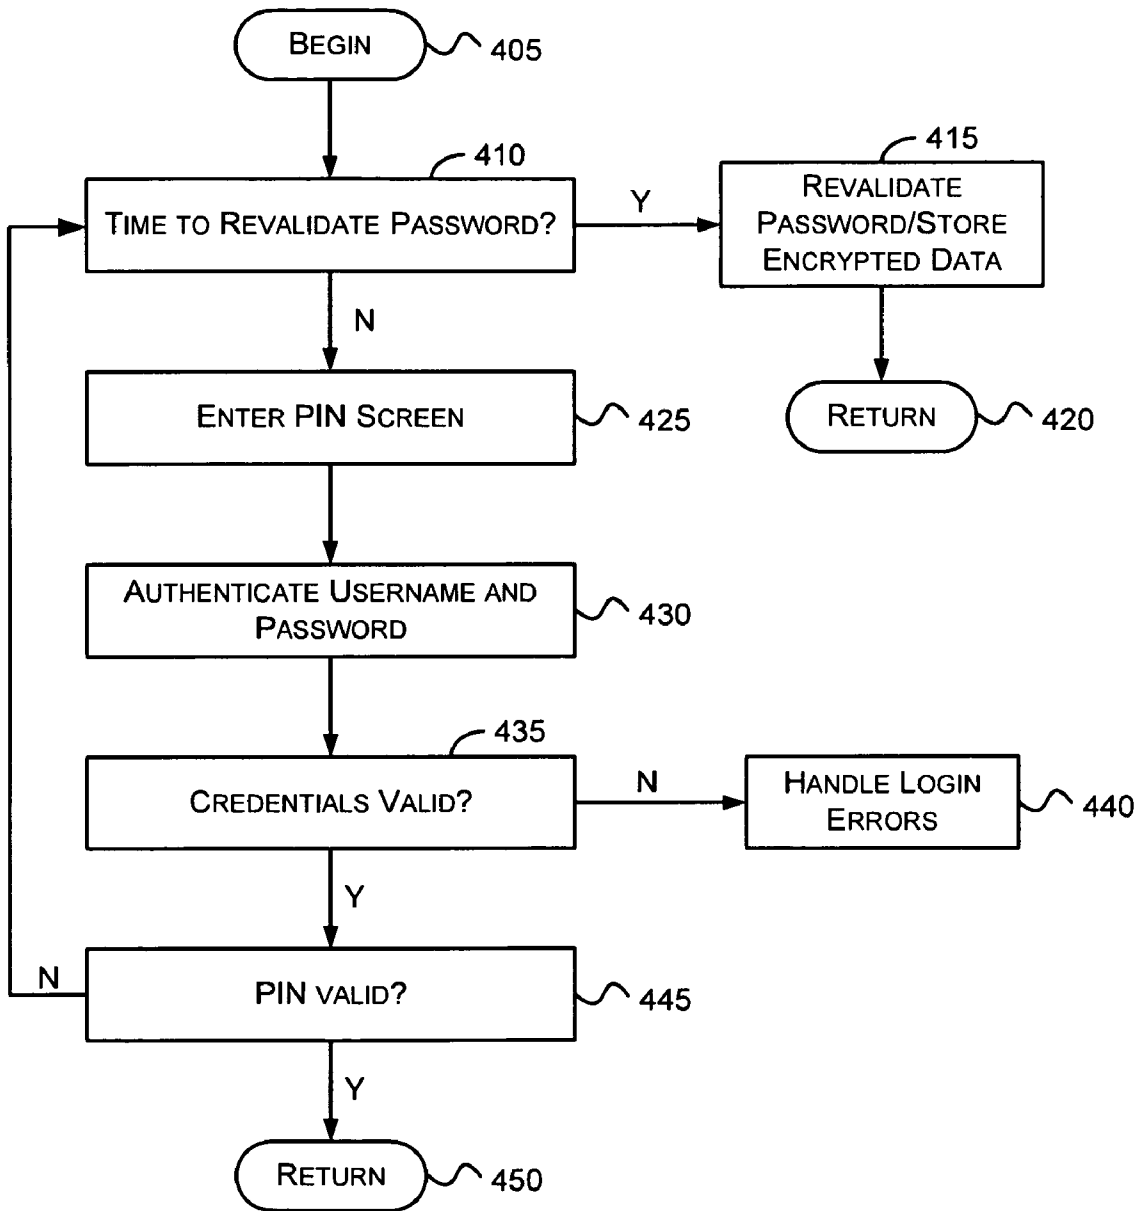 BEGIN
405
410
TIME TO REVALIDATE PASSWORD?
Y
415
REVALIDATE
PASSWORD/STORE
ENCRYPTED DATA
N
ENTER PIN SCREEN
425
RETURN
420
AUTHENTICATE USERNAME AND
PASSWORD
430
435
CREDENTIALS VALID?
N
HANDLE LOGIN
ERRORS
440
Y
N
PIN VALID?
445
Y
RETURN
450